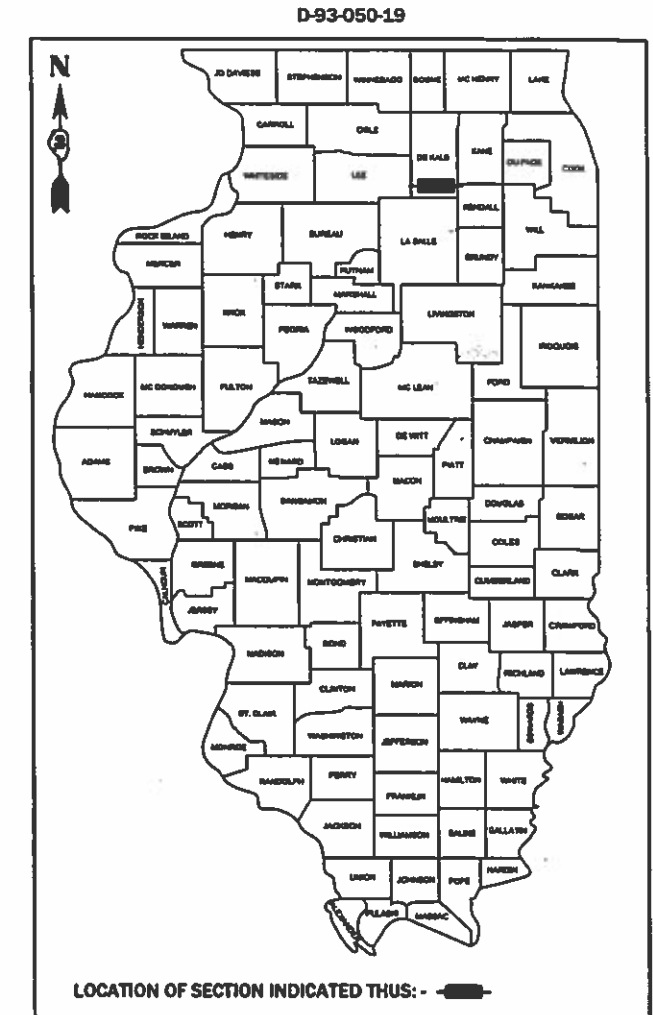 D-93-050-19
N
JO DAVIESS STEPHENSON WINNEBAGO BOONE MC HENRY LAKE
CARROLL OGLE
DE KALB KANE DU PAGE COOK
WHITESIDE LEE
KENDALL
ROCK ISLAND HENRY BUREAU LA SALLE WILL
MERCER GRUNDY
PUTNAM
STARK MARSHALL KANKAKEE
HENDERSON WARREN KNOX LIVINGSTON
PEORIA WOODFORD
IROQUOIS
HANCOCK MC DONOUGH FULTON TAZEWELL MC LEAN FORD
MASON
SCHUYLER LOGAN DE WITT CHAMPAIGN VERMILION
ADAMS BROWN CASS MENARD PIATT
MACON
PIKE SCOTT MORGAN SANGAMON MOULTRIE DOUGLAS EDGAR
CHRISTIAN COLES
GREENE SHELBY
CALHOUN MACOUPIN MONTGOMERY CUMBERLAND CLARK
JERSEY
BOND FAYETTE EFFINGHAM JASPER CRAWFORD
MADISON
CLAY RICHLAND LAWRENCE
CLINTON MARION
ST. CLAIR WAYNE EDWARDS WABASH
WASHINGTON JEFFERSON
MONROE
RANDOLPH PERRY HAMILTON WHITE
FRANKLIN
JACKSON WILLIAMSON SALINE GALLATIN
UNION JOHNSON POPE HARDIN
ALEXANDER PULASKI MASSAC
LOCATION OF SECTION INDICATED THUS: -